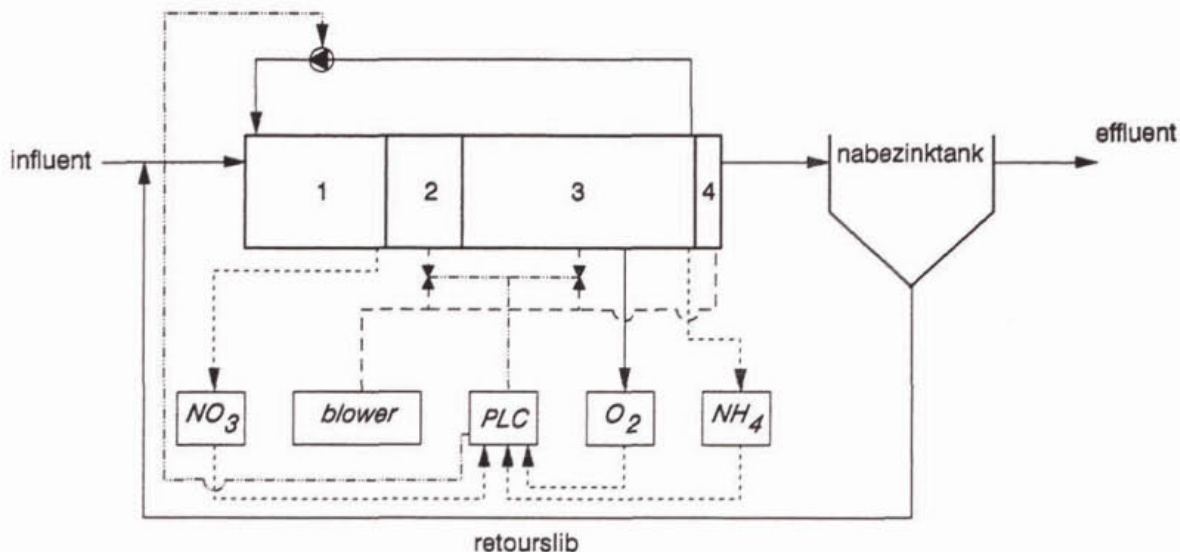 influent
1
2
3
4
nabezinktank
effluent
NO3
blower
PLC
O2
NH4
retourslib